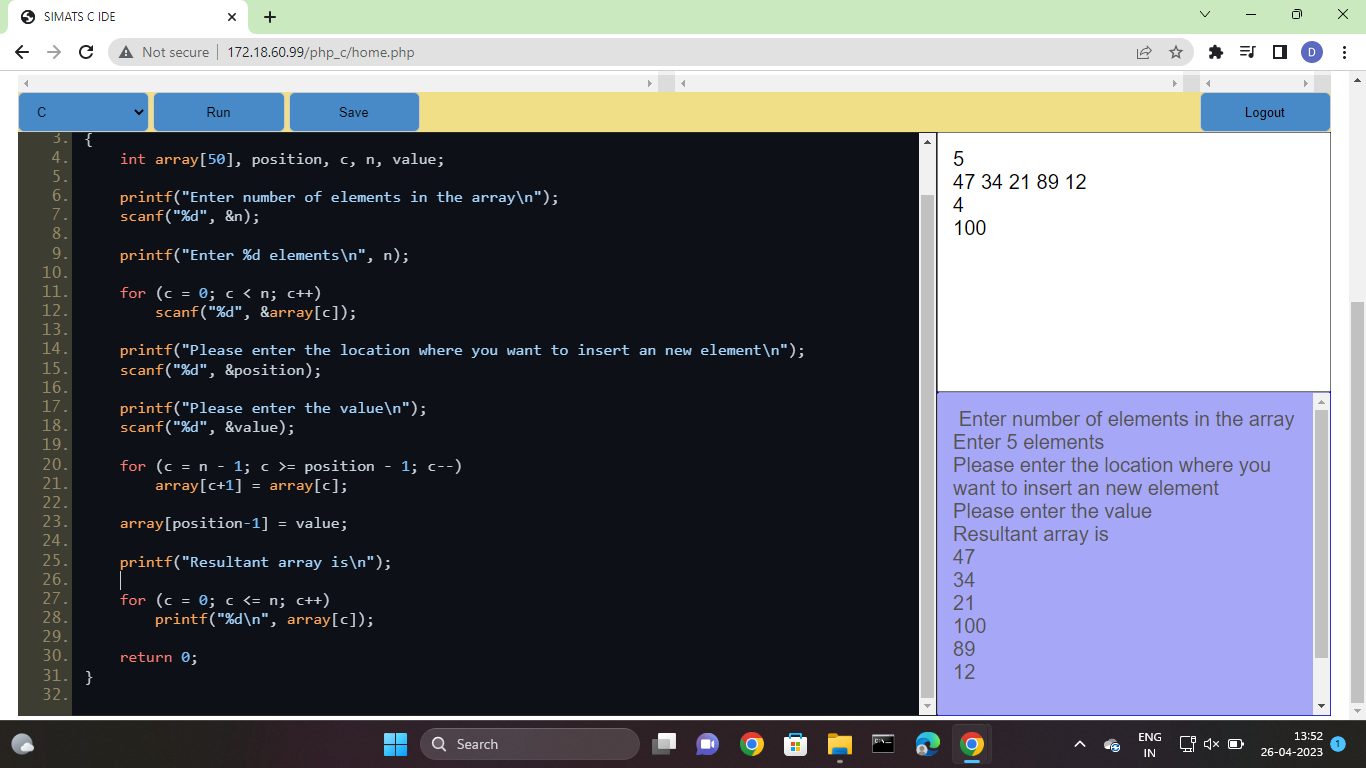 SIMATS C IDE
Not secure
172.18.60.99/php_c/home.php
D
C
Run
Save
Logout
3. {
4. int array[50], position, c, n, value;
5.
6. printf("Enter number of elements in the array\n");
7. scanf("%d", &n);
8.
9. printf("Enter %d elements\n", n);
10.
11. for (c = 0; c < n; c++)
12. scanf("%d", &array[c]);
13.
14. printf("Please enter the location where you want to insert an new element\n");
15. scanf("%d", &position);
16.
17. printf("Please enter the value\n");
18. scanf("%d", &value);
19.
20. for (c = n - 1; c >= position - 1; c--)
21. array[c+1] = array[c];
22.
23. array[position-1] = value;
24.
25. printf("Resultant array is\n");
26.
27. for (c = 0; c <= n; c++)
28. printf("%d\n", array[c]);
29.
30. return 0;
31. }
32.
5
47 34 21 89 12
4
100
Enter number of elements in the array
Enter 5 elements
Please enter the location where you
want to insert an new element
Please enter the value
Resultant array is
47
34
21
100
89
12
Search
ENG
IN
13:52
26-04-2023
1